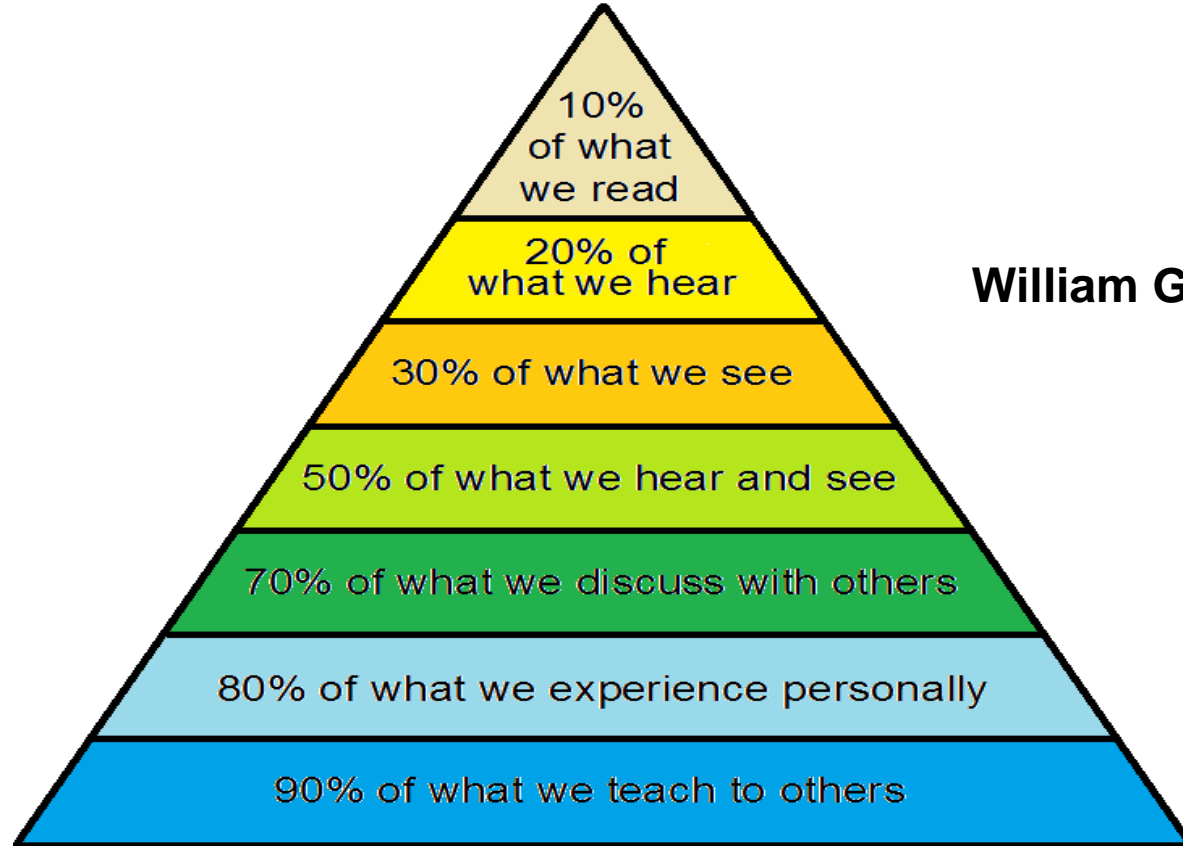 10%
of what
we read
20% of
what we hear
William G
30% of what we see
50% of what we hear and see
70% of what we discuss with others
80% of what we experience personally
90% of what we teach to others